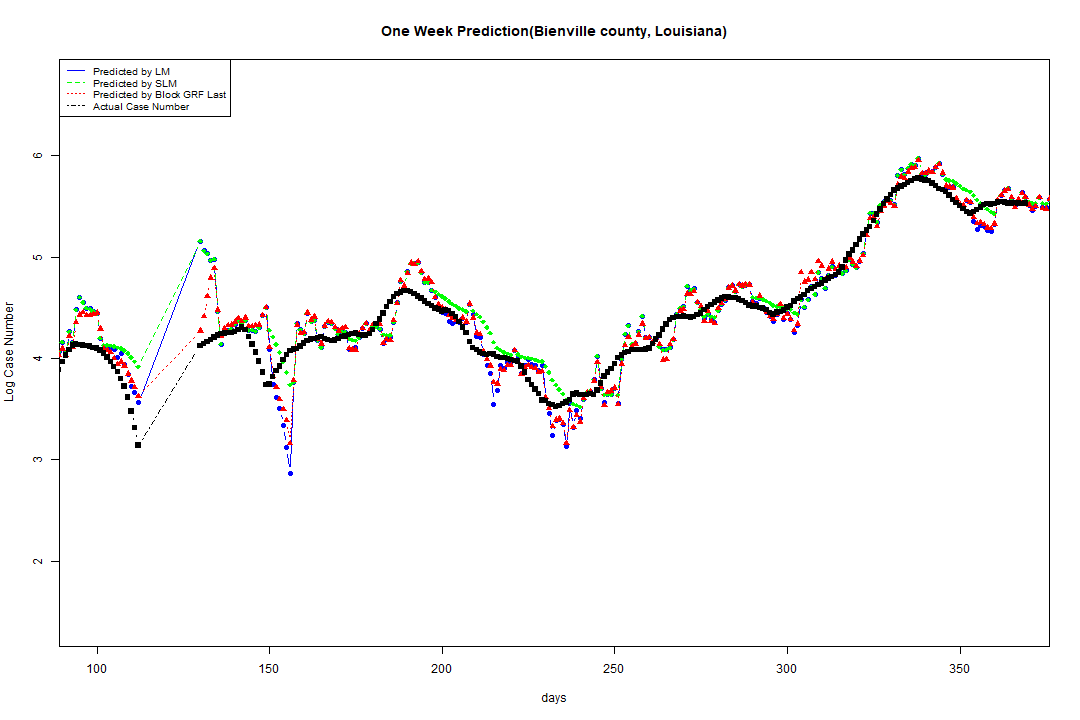 One Week Prediction(Bienville county, Louisiana)
Predicted by LM
Predicted by SLM
Predicted by Block GRF Last
Actual Case Number
Log Case Number
6
5
4
3
2
100 150 200 250 300 350
days